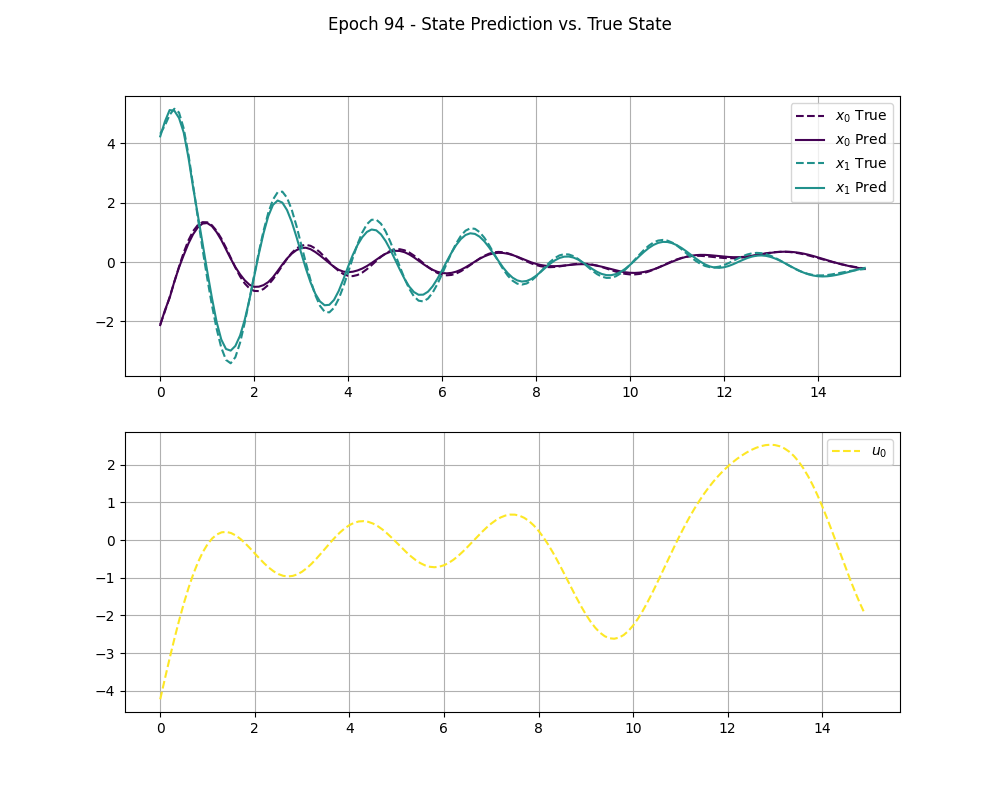 Epoch 94 - State Prediction vs. True State
4
2
0
−2
x₀ True
x₀ Pred
x₁ True
x₁ Pred
0 2 4 6 8 10 12 14
2
1
0
−1
−2
−3
−4
u₀
0 2 4 6 8 10 12 14